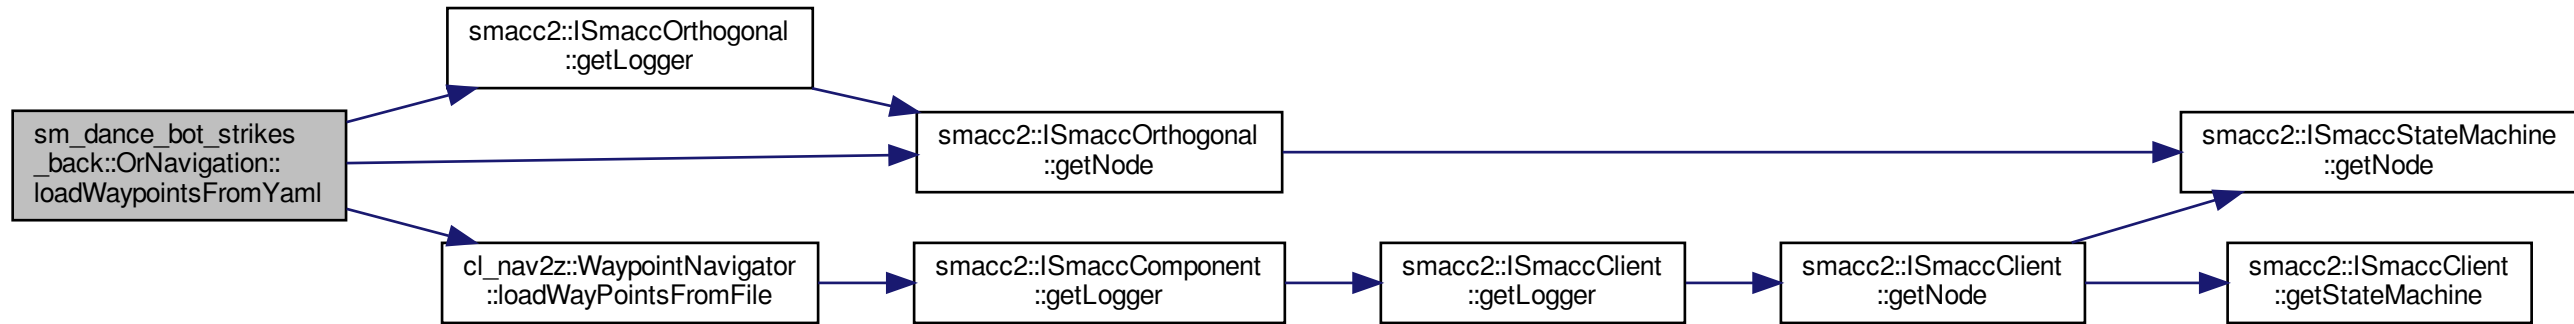 smacc2::ISmaccOrthogonal
::getLogger
sm_dance_bot_strikes
_back::OrNavigation::
loadWaypointsFromYaml
smacc2::ISmaccOrthogonal
::getNode
smacc2::ISmaccStateMachine
::getNode
cl_nav2z::WaypointNavigator
::loadWayPointsFromFile
smacc2::ISmaccComponent
::getLogger
smacc2::ISmaccClient
::getLogger
smacc2::ISmaccClient
::getNode
smacc2::ISmaccClient
::getStateMachine